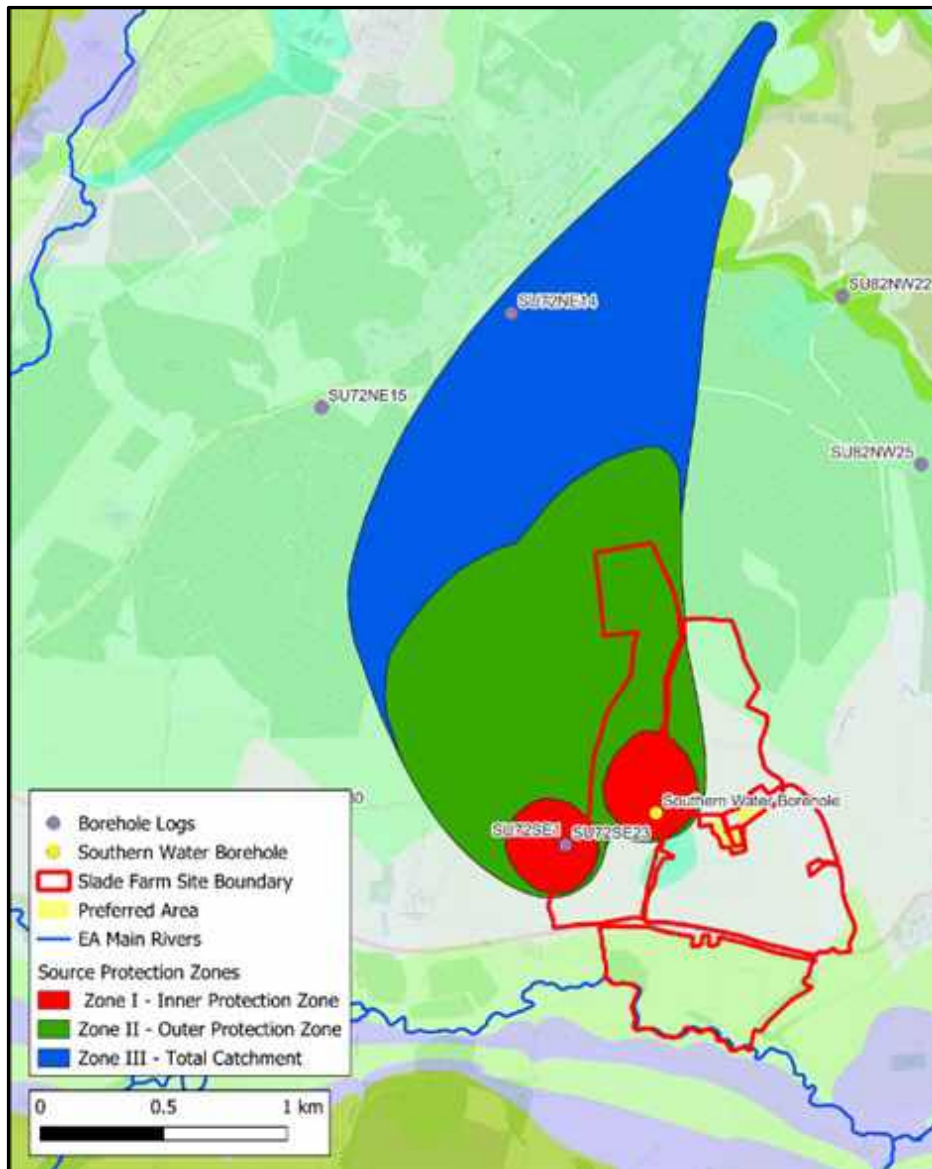 SU82NW22
SU72NE14
SU72NE15
SU82NW25
Southern Water Borehole
SU72SE1
SU72SE23
Borehole Logs
Southern Water Borehole
Slade Farm Site Boundary
Preferred Area
EA Main Rivers
Source Protection Zones
Zone I - Inner Protection Zone
Zone II - Outer Protection Zone
Zone III - Total Catchment
0 0.5 1 km